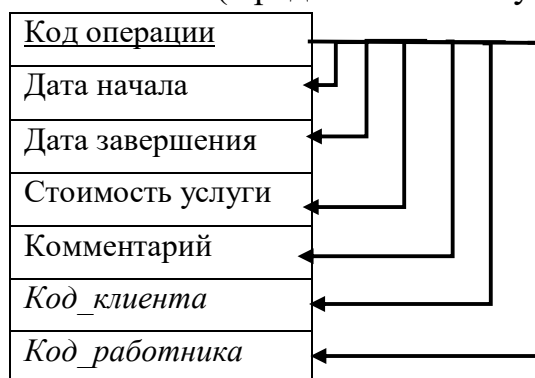 Код операции
Дата начала
Дата завершения
Стоимость услуги
Комментарий
Код_клиента
Код_работника